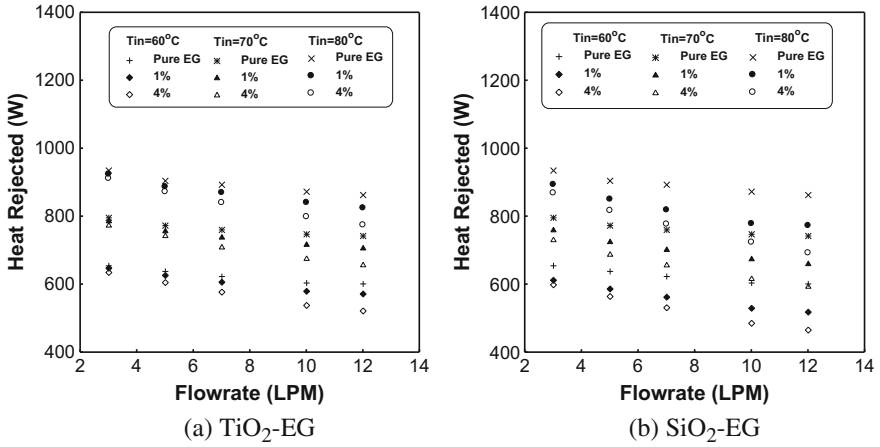 1400
1200
1000
800
600
400
Heat Rejected (W)
Tin=60°C Tin=70°C Tin=80°C
+ Pure EG ✳ Pure EG × Pure EG
◆ 1% ▲ 1% ● 1%
◇ 4% △ 4% ○ 4%
2 4 6 8 10 12 14
Flowrate (LPM)
(a) TiO₂-EG
1400
1200
1000
800
600
400
Heat Rejected (W)
Tin=60°C Tin=70°C Tin=80°C
+ Pure EG ✳ Pure EG × Pure EG
◆ 1% ▲ 1% ● 1%
◇ 4% △ 4% ○ 4%
2 4 6 8 10 12 14
Flowrate (LPM)
(b) SiO₂-EG